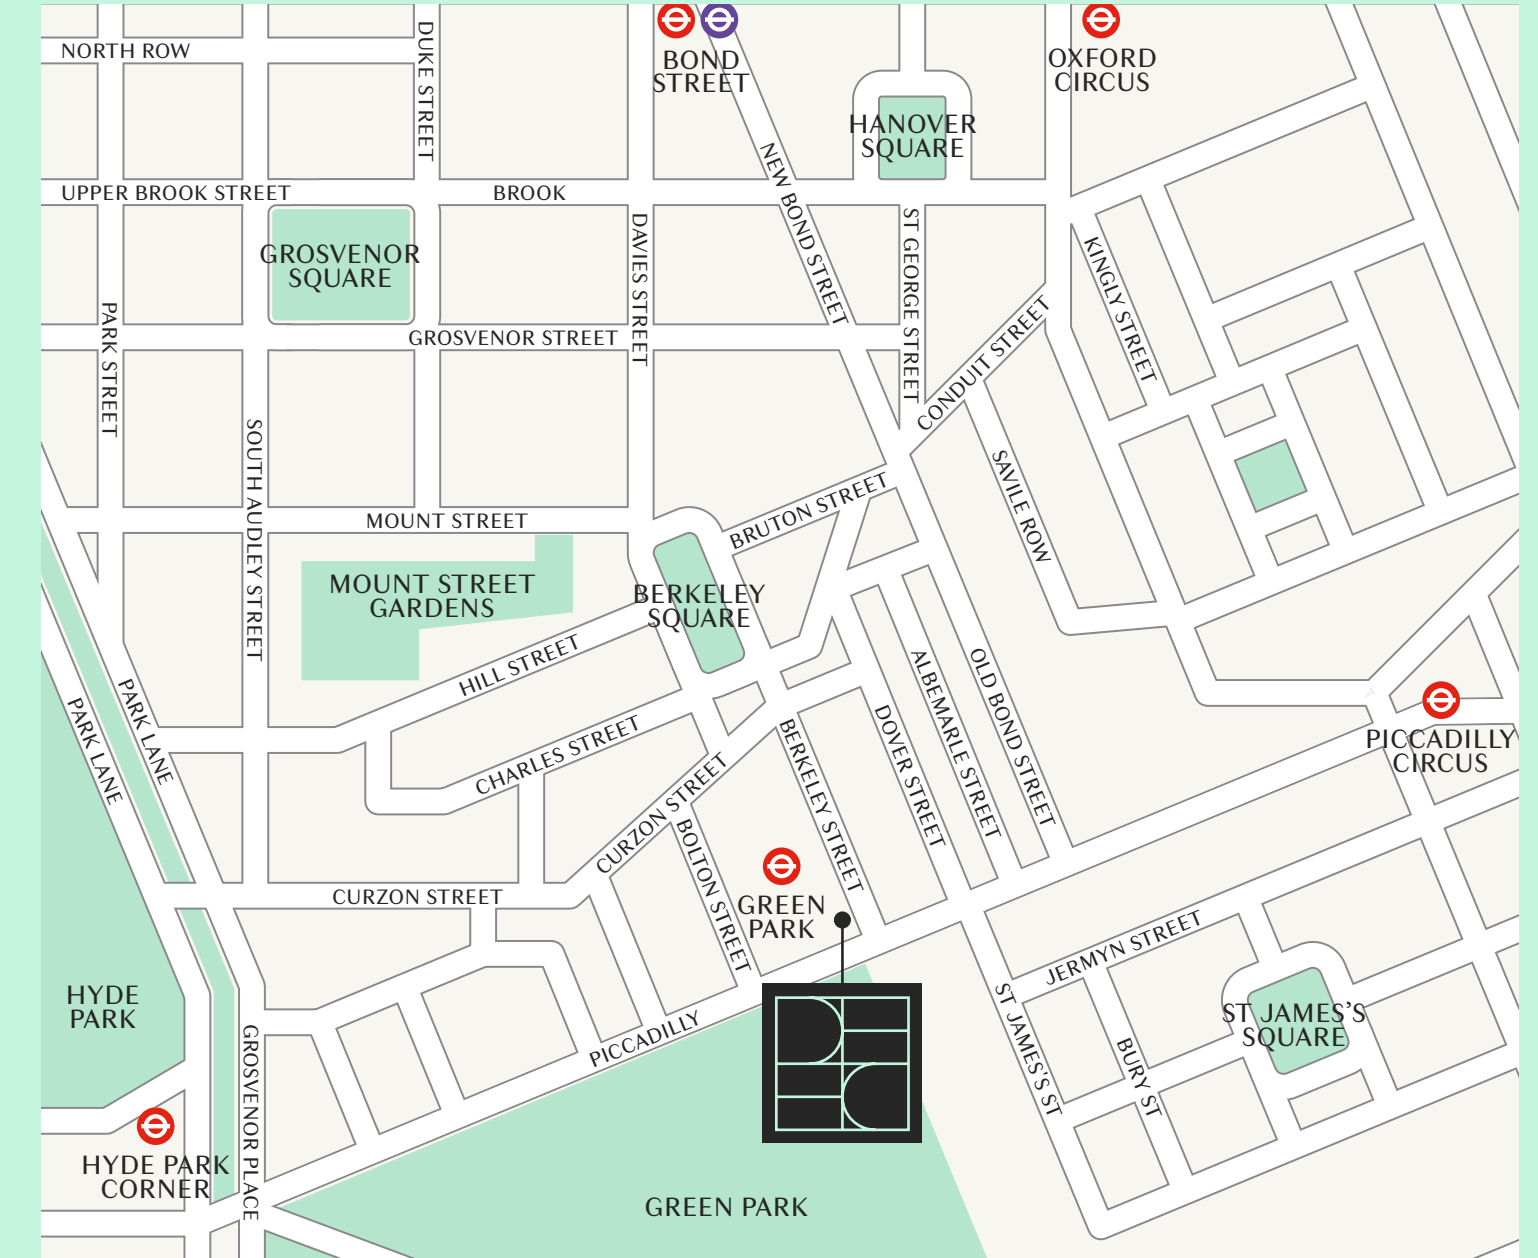 NORTH ROW
DUKE STREET
BOND
STREET
OXFORD
CIRCUS
HANOVER
SQUARE
UPPER BROOK STREET
BROOK
NEW BOND STREET
GROSVENOR
SQUARE
DAVIES STREET
ST GEORGE STREET
KINGLY STREET
PARK STREET
GROSVENOR STREET
CONDUIT STREET
SOUTH AUDLEY STREET
MOUNT STREET
BRUTON STREET
SAVILE ROW
MOUNT STREET
GARDENS
BERKELEY
SQUARE
HILL STREET
ALBEMARLE STREET
OLD BOND STREET
PARK LANE
PARK LANE
CHARLES STREET
BERKELEY STREET
DOVER STREET
PICCADILLY
CIRCUS
CURZON STREET
BOLTON STREET
CURZON STREET
GREEN
PARK
JERMYN STREET
HYDE
PARK
ST JAMES'S ST
ST JAMES’S
SQUARE
GROSVENOR PLACE
PICCADILLY
BURY ST
HYDE PARK
CORNER
GREEN PARK